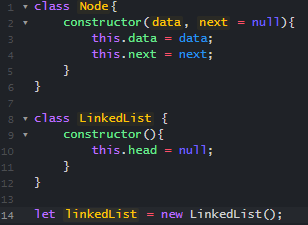 1 class Node{
2 constructor(data, next = null){
3 this.data = data;
4 this.next = next;
5 }
6 }
7
8 class LinkedList {
9 constructor(){
10 this.head = null;
11 }
12 }
13
14 let linkedList = new LinkedList();